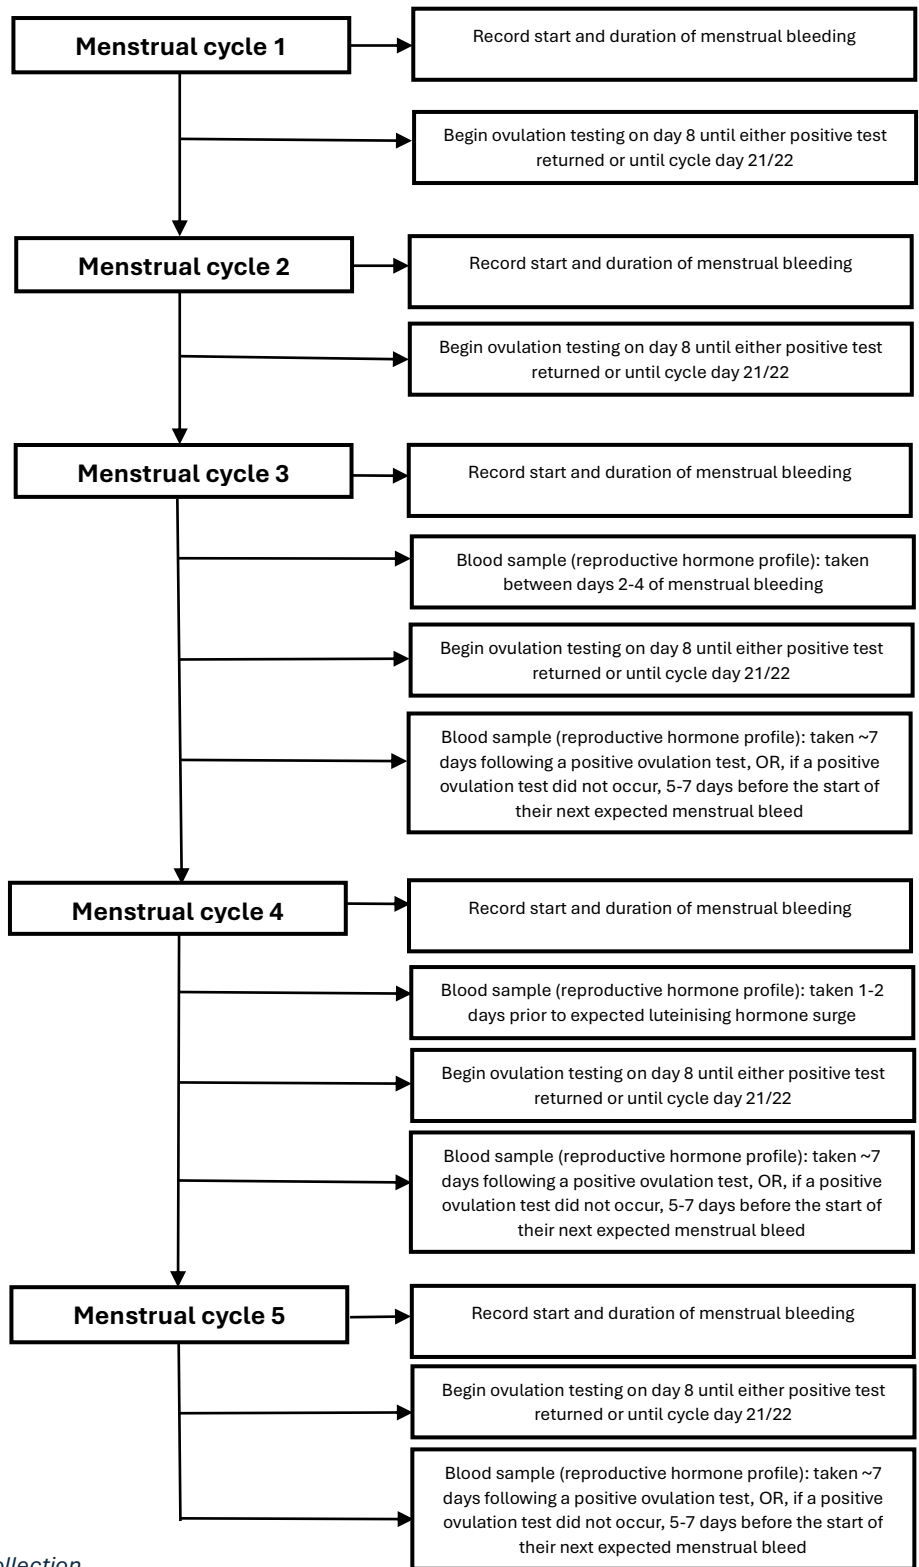 Menstrual cycle 1
Record start and duration of menstrual bleeding
Begin ovulation testing on day 8 until either positive test
returned or until cycle day 21/22
Menstrual cycle 2
Record start and duration of menstrual bleeding
Begin ovulation testing on day 8 until either positive test
returned or until cycle day 21/22
Menstrual cycle 3
Record start and duration of menstrual bleeding
Blood sample (reproductive hormone profile): taken
between days 2-4 of menstrual bleeding
Begin ovulation testing on day 8 until either positive test
returned or until cycle day 21/22
Blood sample (reproductive hormone profile): taken ~7
days following a positive ovulation test, OR, if a positive
ovulation test did not occur, 5-7 days before the start of
their next expected menstrual bleed
Menstrual cycle 4
Record start and duration of menstrual bleeding
Blood sample (reproductive hormone profile): taken 1-2
days prior to expected luteinising hormone surge
Begin ovulation testing on day 8 until either positive test
returned or until cycle day 21/22
Blood sample (reproductive hormone profile): taken ~7
days following a positive ovulation test, OR, if a positive
ovulation test did not occur, 5-7 days before the start of
their next expected menstrual bleed
Menstrual cycle 5
Record start and duration of menstrual bleeding
Begin ovulation testing on day 8 until either positive test
returned or until cycle day 21/22
Blood sample (reproductive hormone profile): taken ~7
days following a positive ovulation test, OR, if a positive
ovulation test did not occur, 5-7 days before the start of
their next expected menstrual bleed